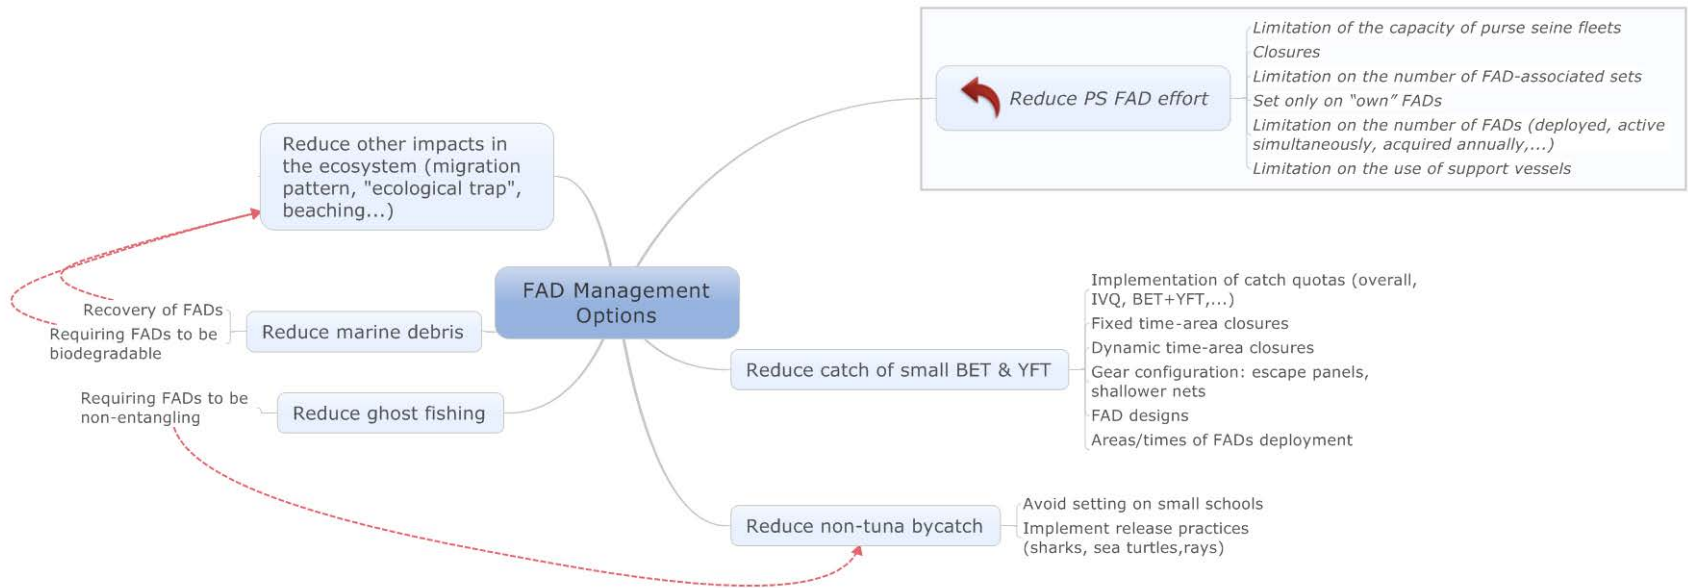 Limitation of the capacity of purse seine fleets
Closures
Limitation on the number of FAD-associated sets
Reduce PS FAD effort
Set only on “own” FADs
Limitation on the number of FADs (deployed, active
simultaneously, acquired annually,...)
Limitation on the use of support vessels
Reduce other impacts in
the ecosystem (migration
pattern, "ecological trap",
beaching...)
FAD Management
Options
Recovery of FADs
Requiring FADs to be
biodegradable
Reduce marine debris
Requiring FADs to be
non-entangling
Reduce ghost fishing
Reduce catch of small BET & YFT
Implementation of catch quotas (overall,
IVQ, BET+YFT,...)
Fixed time-area closures
Dynamic time-area closures
Gear configuration: escape panels,
shallower nets
FAD designs
Areas/times of FADs deployment
Reduce non-tuna bycatch
Avoid setting on small schools
Implement release practices
(sharks, sea turtles,rays)